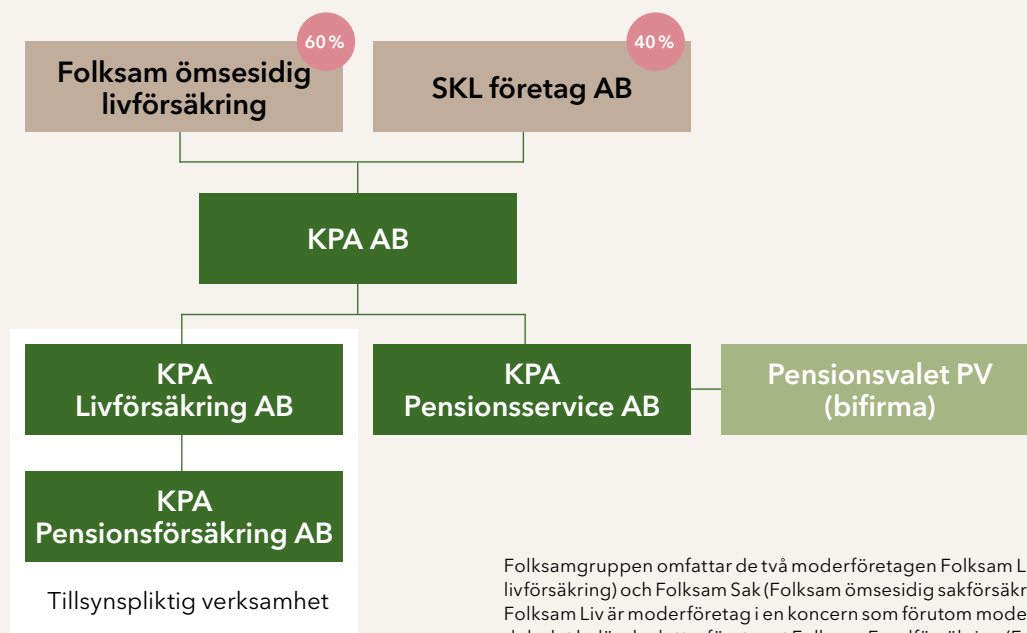 60 %
40 %
Folksam ömsesidig
livförsäkring
SKL företag AB
KPA AB
KPA
Livförsäkring AB
KPA
Pensionsservice AB
Pensionsvalet PV
(bifirma)
KPA
Pensionsförsäkring AB
Tillsynspliktig verksamhet
Folksamgruppen omfattar de två moderföretagen Folksam
livförsäkring) och Folksam Sak (Folksam ömsesidig
Folksam Liv är moderföretag i en koncern som förutom